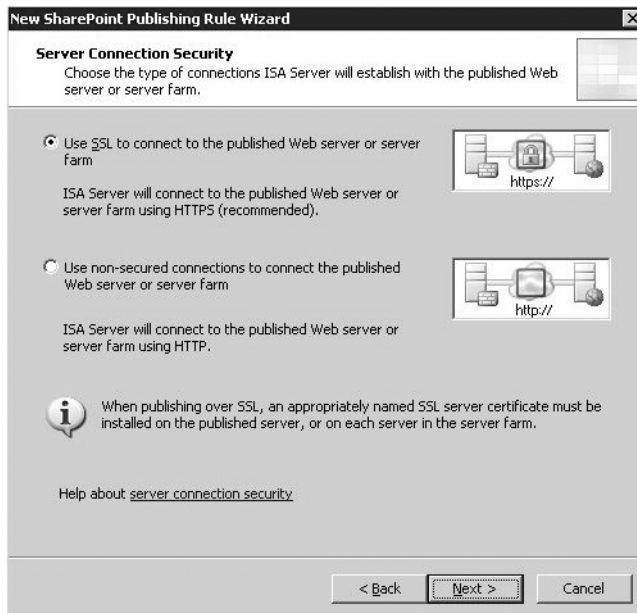 New SharePoint Publishing Rule Wizard
Server Connection Security
Choose the type of connections ISA Server will establish with the published Web
server or server farm.
Use SSL to connect to the published Web server or server
farm
https://
ISA Server will connect to the published Web server or
server farm using HTTPS (recommended).
Use non-secured connections to connect the published
Web server or server farm
http://
ISA Server will connect to the published Web server or
server farm using HTTP.
When publishing over SSL, an appropriately named SSL server certificate must be
installed on the published server, or on each server in the server farm.
Help about server connection security
< Back
Next >
Cancel